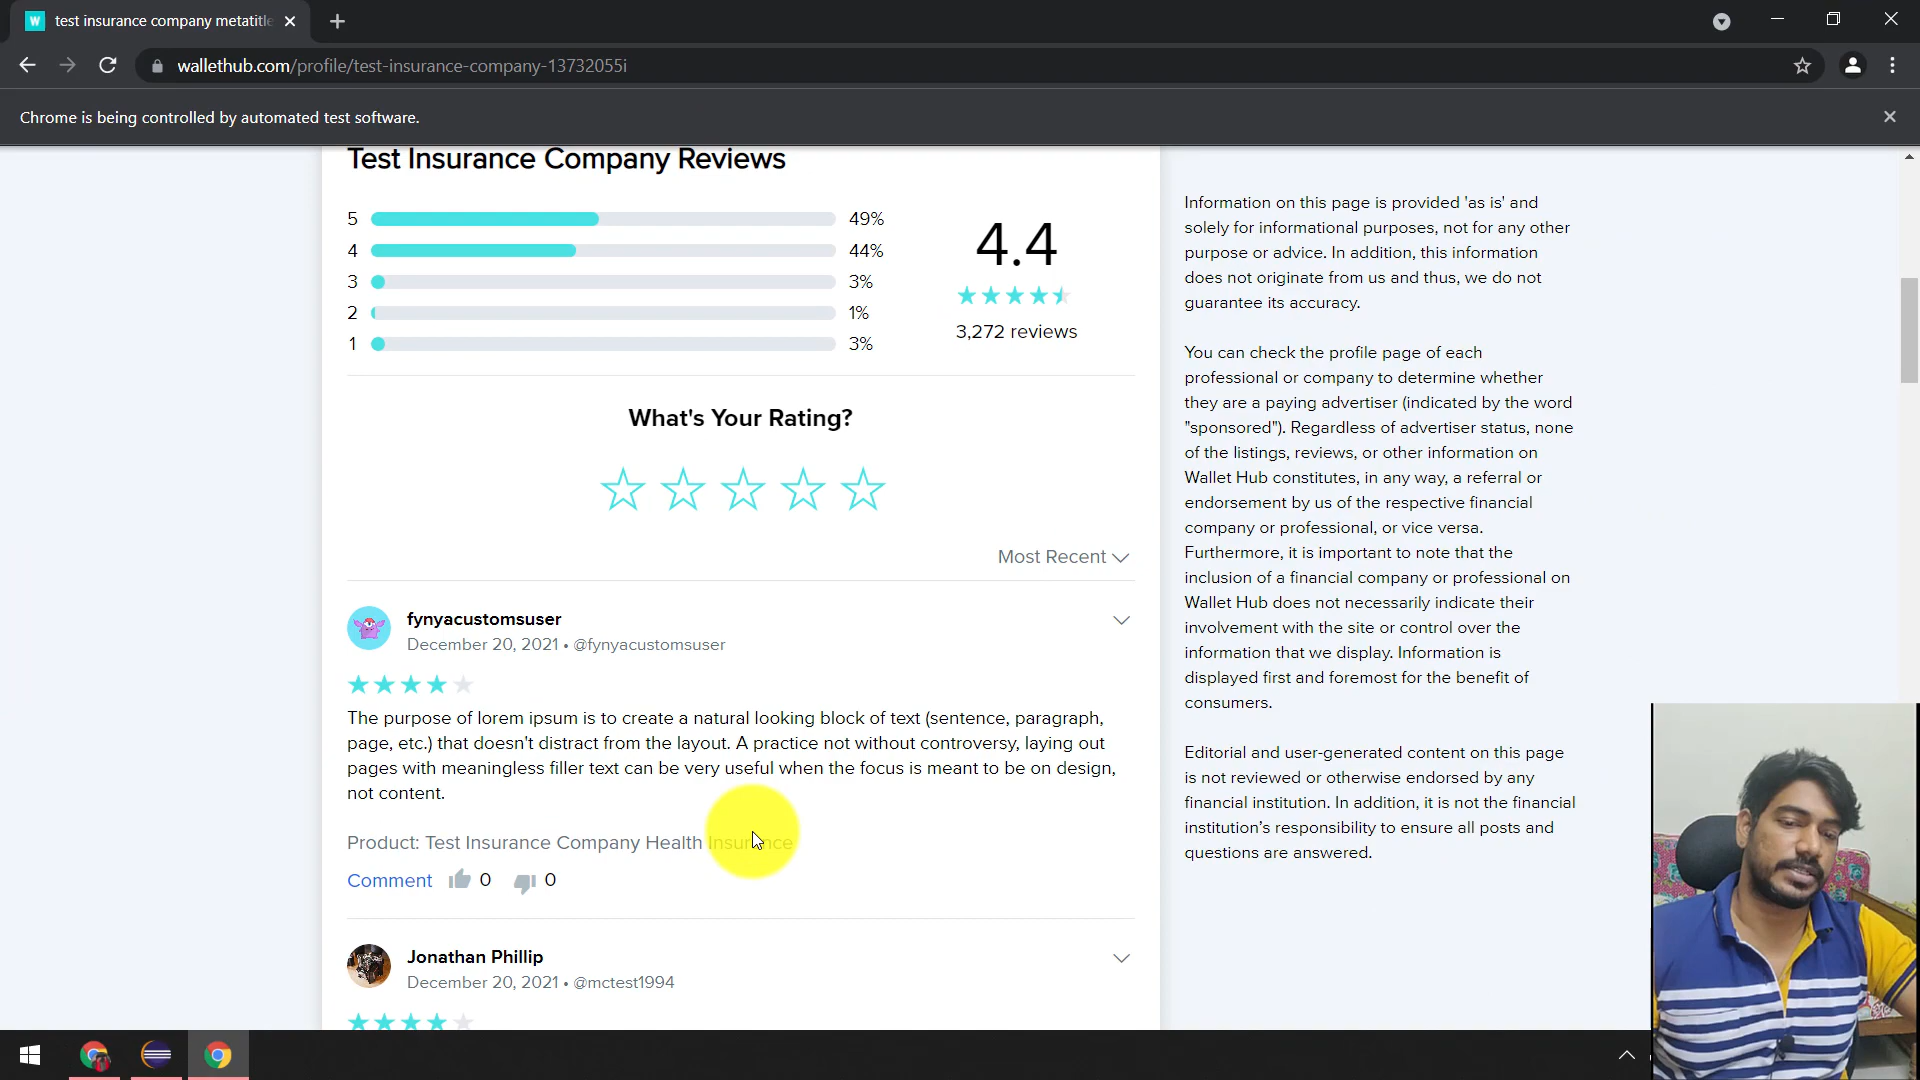 test insurance company metatitle
wallethub.com/profile/test-insurance-company-13732055i
Chrome is being controlled by automated test software.
Test Insurance Company Reviews
5 49%
4 44%
3 3%
2 1%
1 3%
4.4
3,272 reviews
What's Your Rating?
Most Recent
fynyacustomsuser
December 20, 2021 • @fynyacustomsuser
The purpose of lorem ipsum is to create a natural looking block of text (sentence, paragraph,
page, etc.) that doesn't distract from the layout. A practice not without controversy, laying out
pages with meaningless filler text can be very useful when the focus is meant to be on design,
not content.
Product: Test Insurance Company Health Insurance
Comment 0 0
Jonathan Phillip
December 20, 2021 • @mctest1994
Information on this page is provided 'as is' and
solely for informational purposes, not for any other
purpose or advice. In addition, this information
does not originate from us and thus, we do not
guarantee its accuracy.
You can check the profile page of each
professional or company to determine whether
they are a paying advertiser (indicated by the word
"sponsored"). Regardless of advertiser status, none
of the listings, reviews, or other information on
Wallet Hub constitutes, in any way, a referral or
endorsement by us of the respective financial
company or professional, or vice versa.
Furthermore, it is important to note that the
inclusion of a financial company or professional on
Wallet Hub does not necessarily indicate their
involvement with the site or control over the
information that we display. Information is
displayed first and foremost for the benefit of
consumers.
Editorial and user-generated content on this page
is not reviewed or otherwise endorsed by any
financial institution. In addition, it is not the financial
institution's responsibility to ensure all posts and
questions are answered.